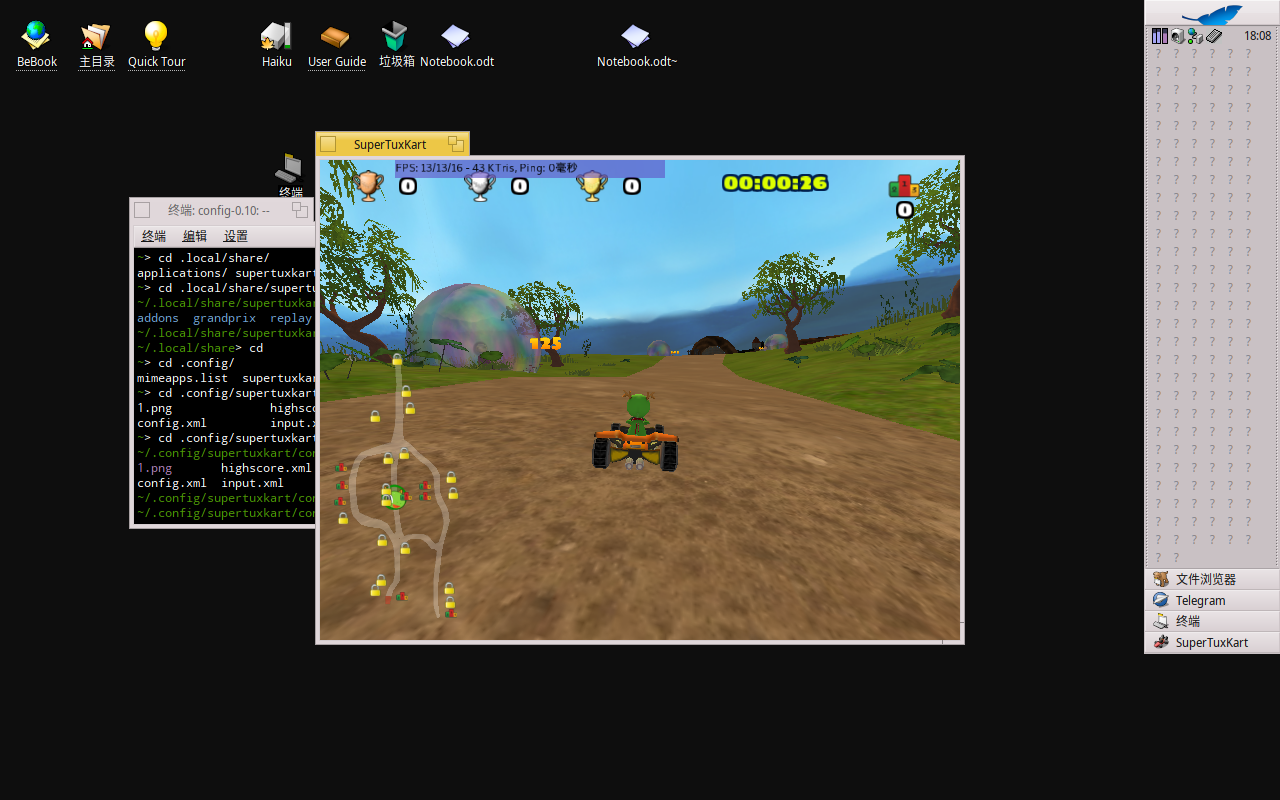 BeBook
主目录
Quick Tour
Haiku
User Guide
垃圾箱
Notebook.odt
Notebook.odt~
18:08
终端
SuperTuxKart
FPS: 13/13/16 - 43 KTris, Ping: 0毫秒
0
0
0
00:00:26
0
125
终端: config-0.10: --
终端 编辑 设置
~> cd .local/share/
applications/ supertuxkart
~> cd .local/share/supertu
~/.local/share/supertuxkar
addons grandprix replay
~/.local/share/supertuxkar
~/.local/share> cd
~> cd .config/
mimeapps.list supertuxkar
~> cd .config/supertuxkart
1.png highsco
config.xml input.x
~> cd .config/supertuxkart
~/.config/supertuxkart/con
1.png highscore.xml
config.xml input.xml
~/.config/supertuxkart/con
~/.config/supertuxkart/con
文件浏览器
Telegram
终端
SuperTuxKart